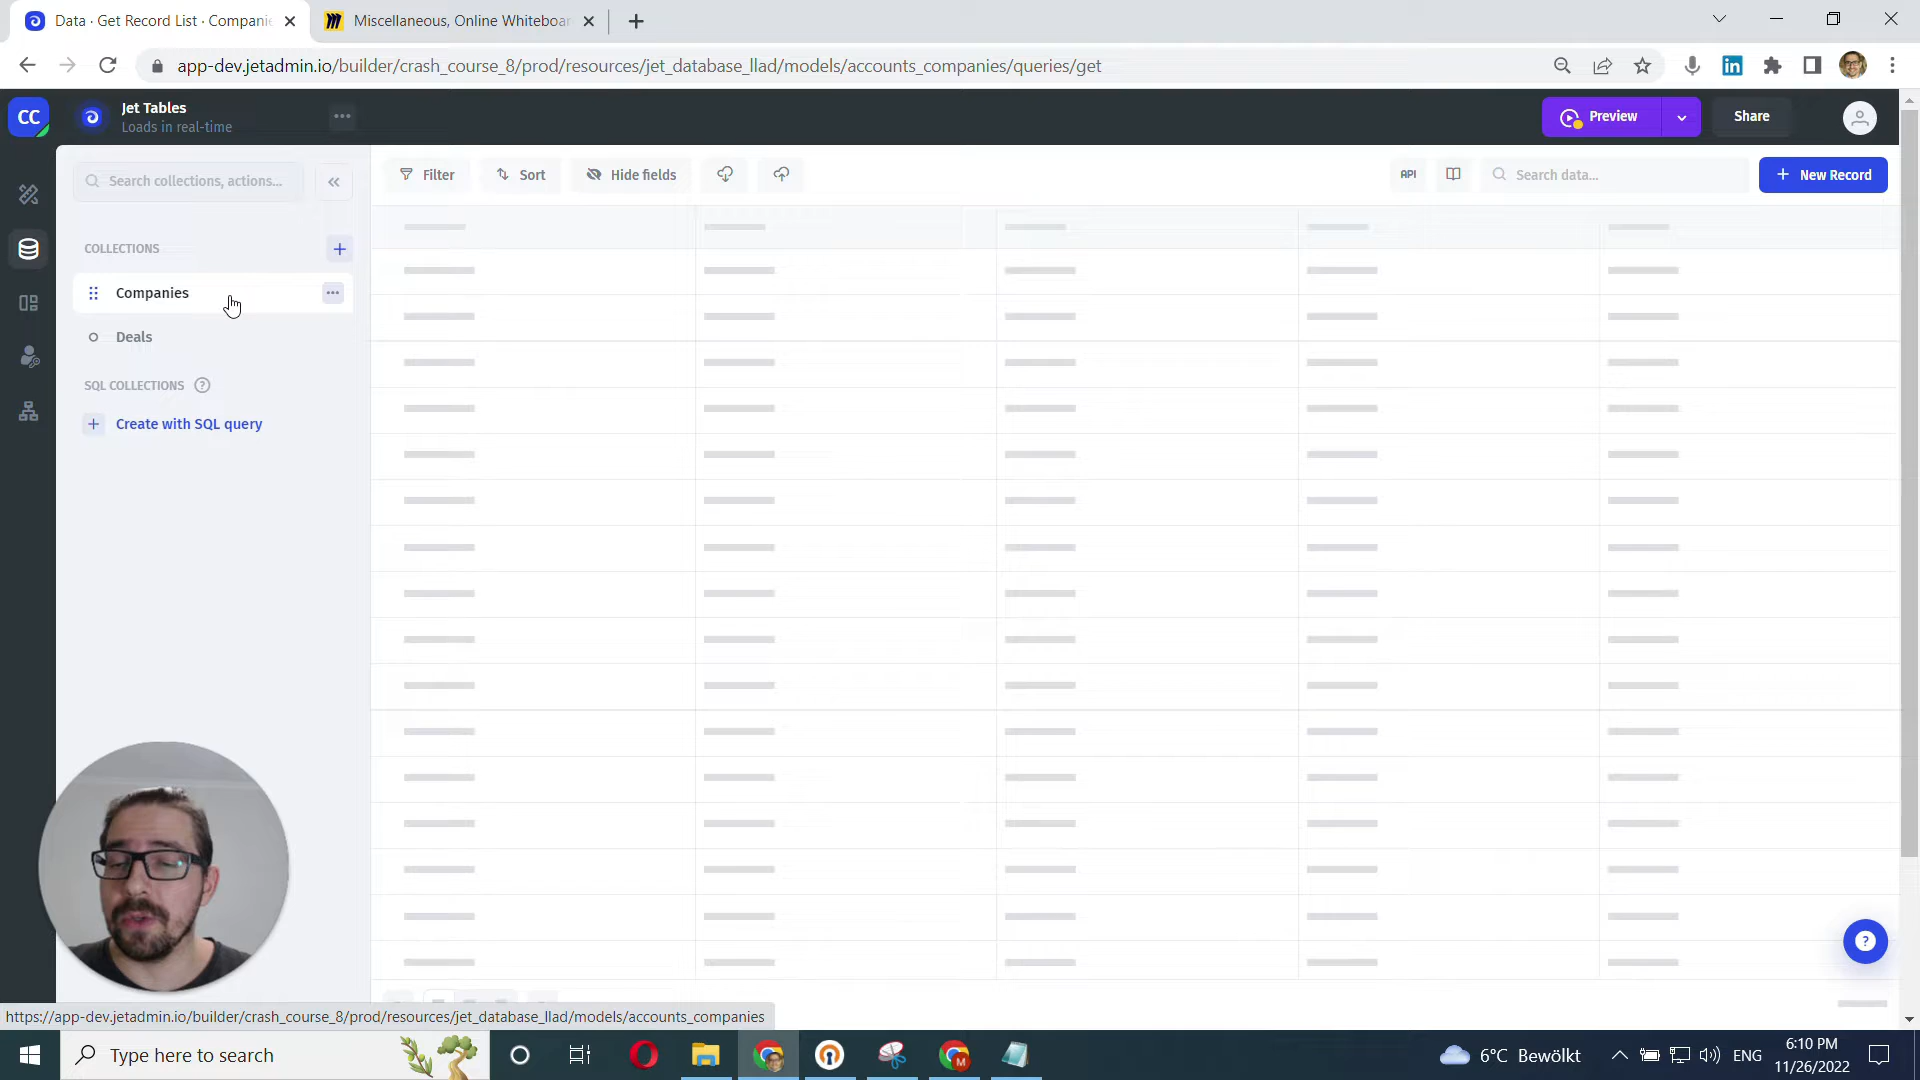 Data · Get Record List · Companie
Miscellaneous, Online Whiteboar
app-dev.jetadmin.io/builder/crash_course_8/prod/resources/jet_database_llad/models/accounts_companies/queries/get
CC
Jet Tables
Loads in real-time
Preview
Share
Search collections, actions...
Filter
Sort
Hide fields
API
Search data...
New Record
COLLECTIONS
Companies
Deals
SQL COLLECTIONS
Create with SQL query
https://app-dev.jetadmin.io/builder/crash_course_8/prod/resources/jet_database_llad/models/accounts_companies
Type here to search
6°C Bewölkt
ENG
6:10 PM
11/26/2022